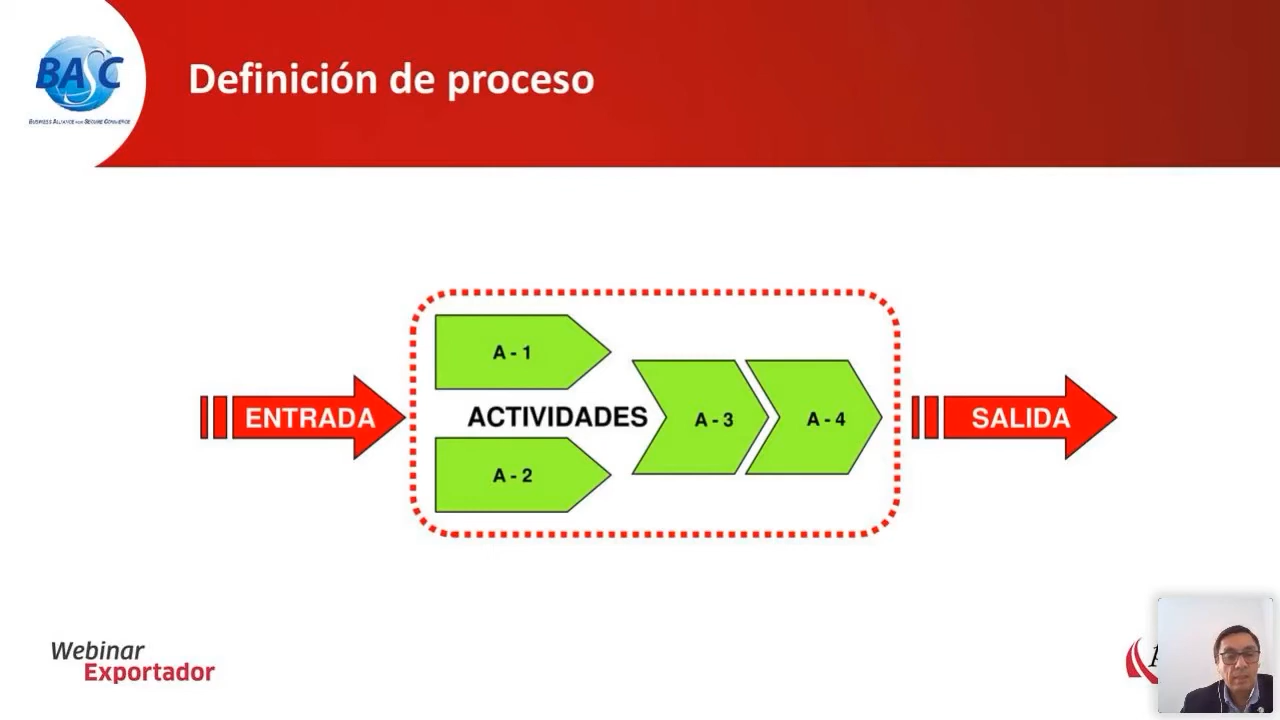 BASC
BUSINESS ALLIANCE FOR SECURE COMMERCE
Definición de proceso
A - 1
ENTRADA
ACTIVIDADES
A - 3
A - 4
SALIDA
A - 2
Webinar
Exportador